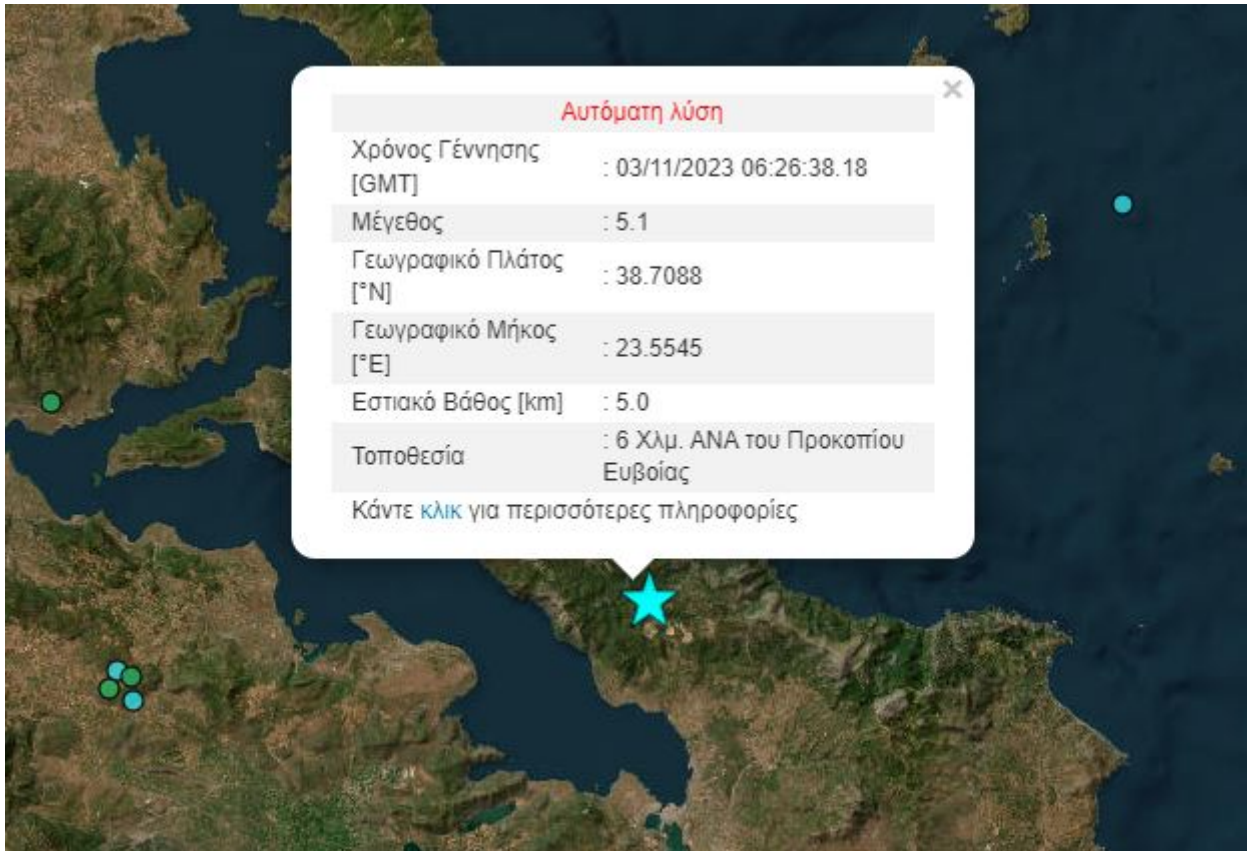 Αυτόματη λύση
Χρόνος Γέννησης
[GMT]
: 03/11/2023 06:26:38.18
Μέγεθος
: 5.1
Γεωγραφικό Πλάτος
[°N]
: 38.7088
Γεωγραφικό Μήκος
[°E]
: 23.5545
Εστιακό Βάθος [km]
: 5.0
Τοποθεσία
: 6 Χλμ. ΑΝΑ του Προκοπίου
Ευβοίας
Κάντε κλικ για περισσότερες πληροφορίες